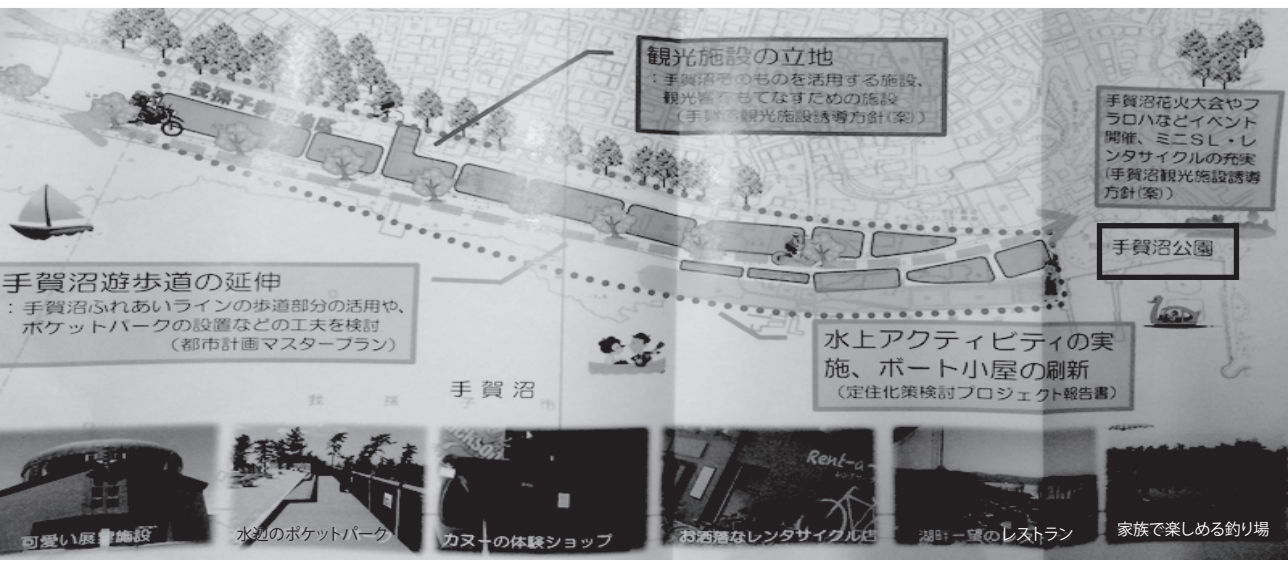 観光施設の立地
：手賀沼そのものを活用する施設、
観光客をもてなすための施設
（手賀沼観光施設誘導方針(案)）
手賀沼花火大会やフ
ラロハなどイベント
開催、ミニSL・レ
ンタサイクルの充実
(手賀沼観光施設誘導
方針(案)）
手賀沼公園
手賀沼遊歩道の延伸
：手賀沼ふれあいラインの歩道部分の活用や、
ポケットパークの設置などの工夫を検討
（都市計画マスタープラン）
水上アクティビティの実
施、ボート小屋の刷新
（定住化策検討プロジェクト報告書）
手賀沼
我孫子市
可愛い展望施設
水辺のポケットパーク
カヌーの体験ショップ
Rent-a-
お洒落なレンタサイクル店
湖畔一望のレストラン
家族で楽しめる釣り場